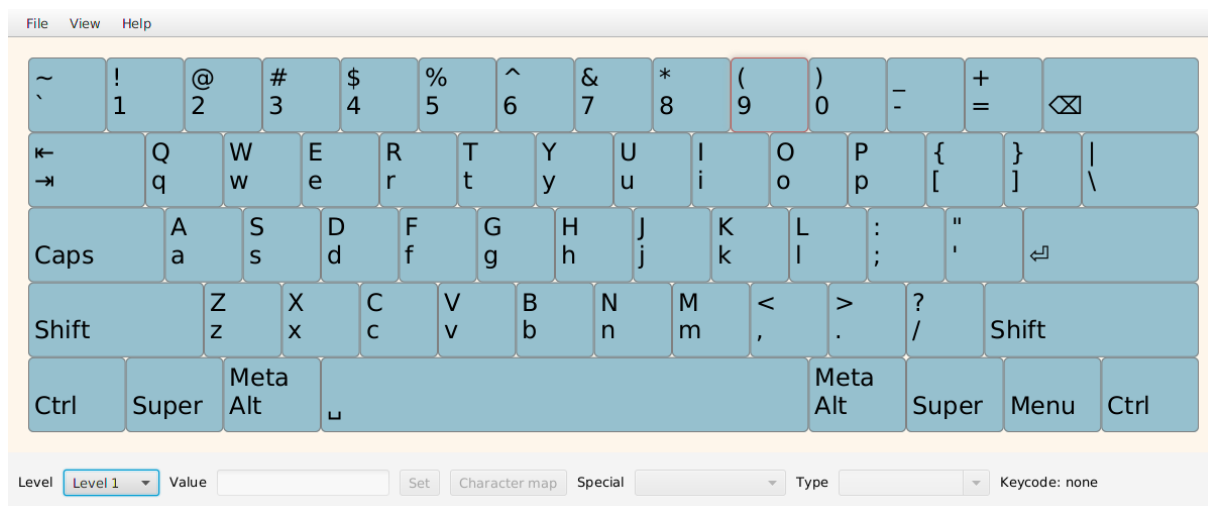 File View Help
~ ! @ # $ % ^ & * ( ) _ +
` 1 2 3 4 5 6 7 8 9 0 - = ⌫
⇤ Q W E R T Y U I O P { } |
⇥ q w e r t y u i o p [ ] \
A S D F G H J K L : "
Caps a s d f g h j k l ; ' ⏎
Z X C V B N M < > ?
Shift z x c v b n m , . / Shift
Meta Meta
Ctrl Super Alt ␣ Alt Super Menu Ctrl
Level Level 1 Value Set Character map Special Type Keycode: none